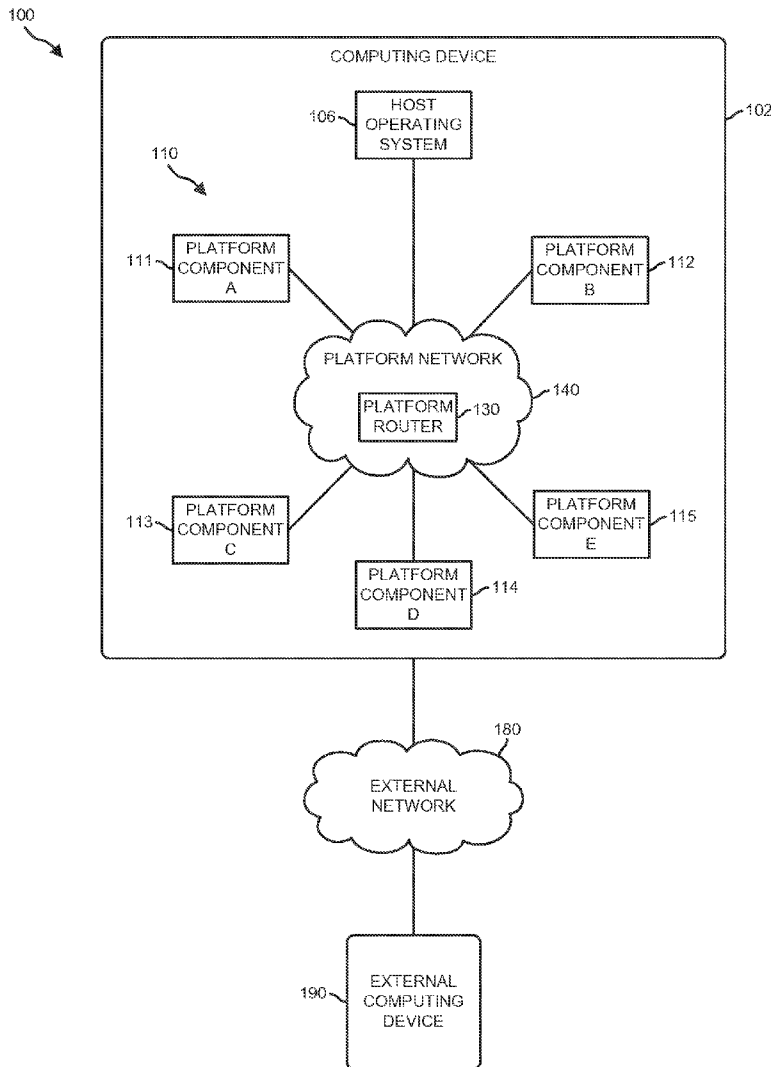 100
COMPUTING DEVICE
102
106
HOST
OPERATING
SYSTEM
110
111
PLATFORM
COMPONENT
A
PLATFORM
COMPONENT
B
112
PLATFORM NETWORK
140
PLATFORM
ROUTER
130
113
PLATFORM
COMPONENT
C
PLATFORM
COMPONENT
E
115
PLATFORM
COMPONENT
D
114
180
EXTERNAL
NETWORK
190
EXTERNAL
COMPUTING
DEVICE